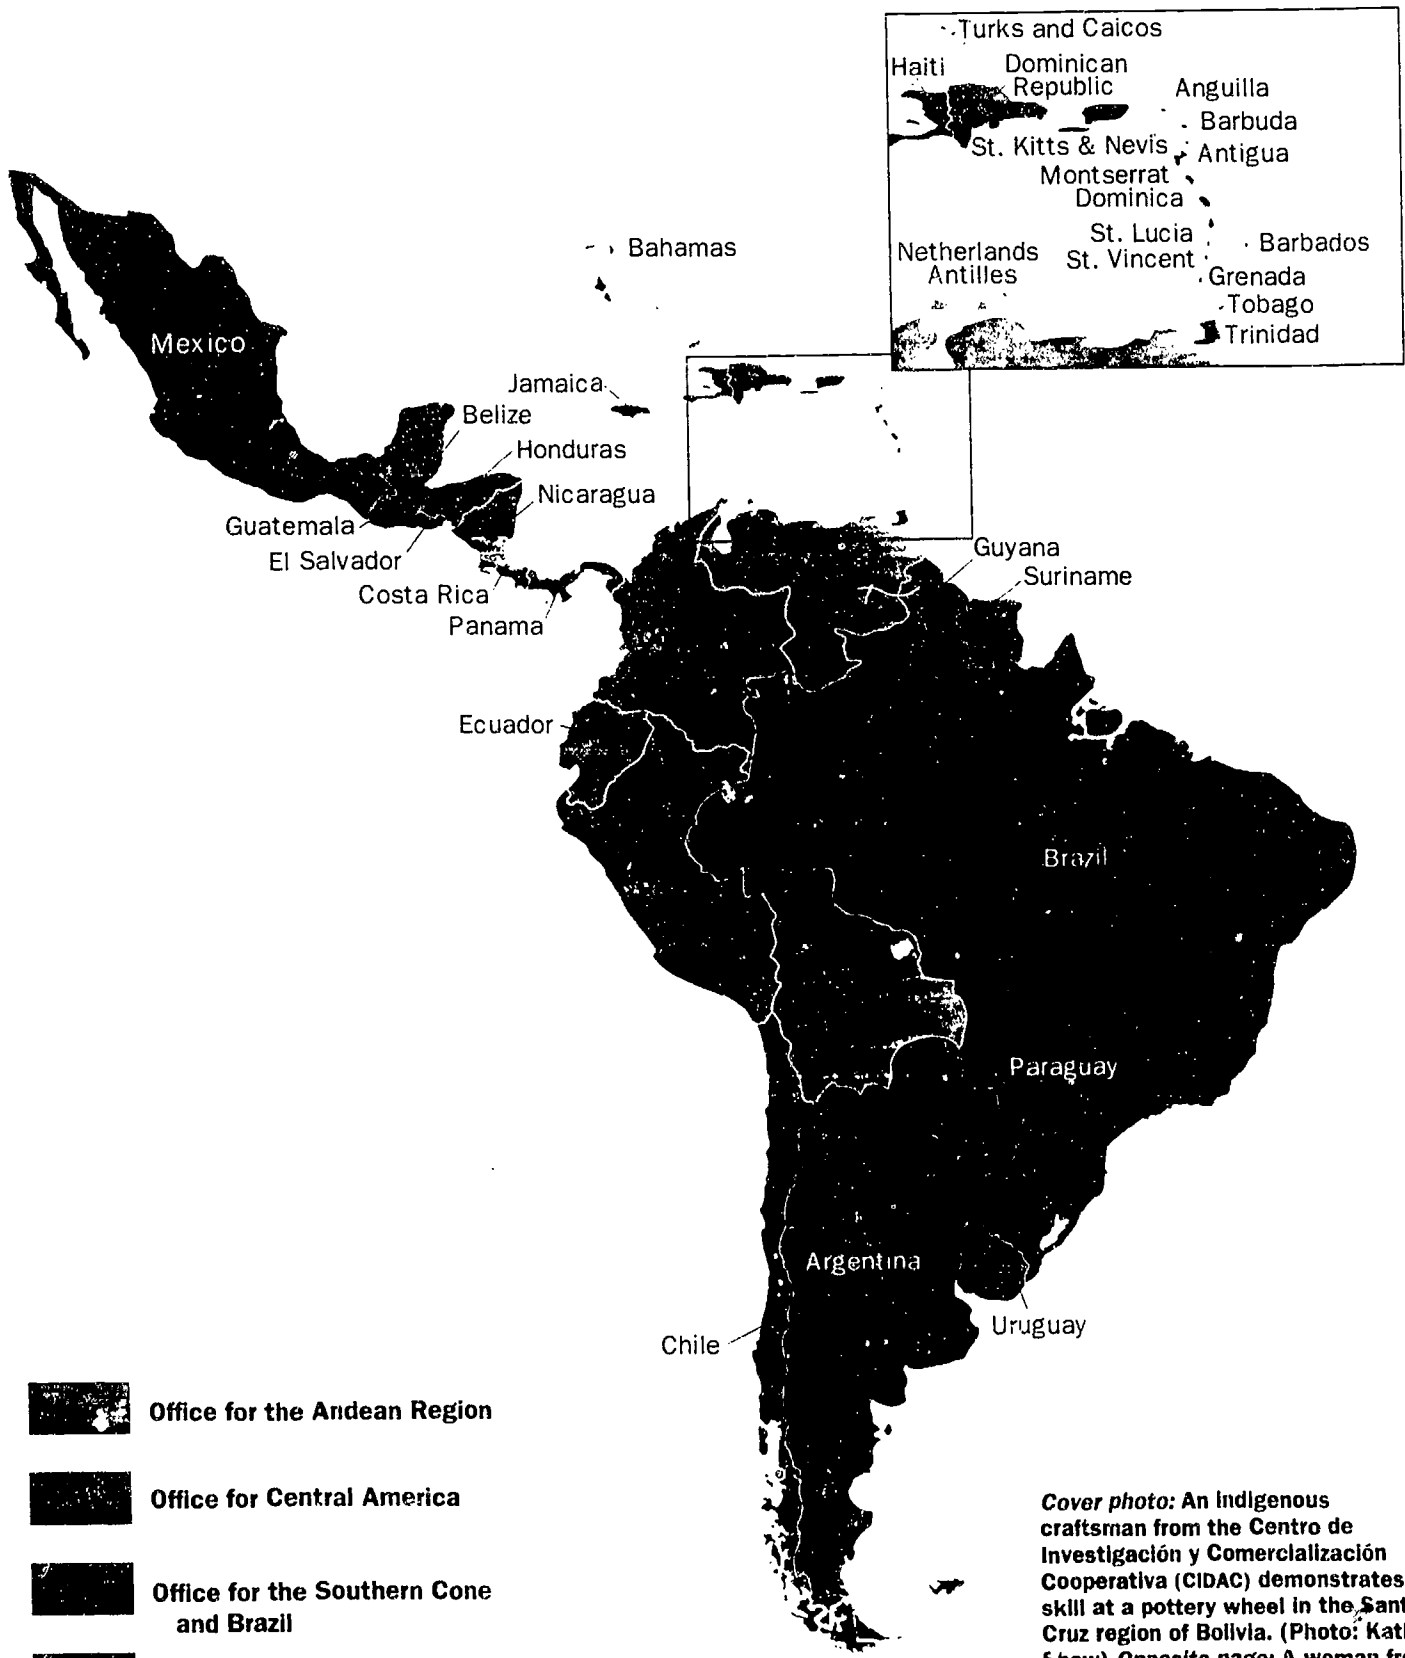 Turks and Caicos
Haiti
Dominican
Republic
Anguilla
Barbuda
St. Kitts & Nevis
Antigua
Montserrat
Dominica
St. Lucia
Barbados
St. Vincent
Netherlands
Antilles
Grenada
Tobago
Trinidad
Bahamas
Mexico
Jamaica
Belize
Honduras
Nicaragua
Guatemala
El Salvador
Costa Rica
Panama
Guyana
Suriname
Ecuador
Brazil
Paraguay
Argentina
Uruguay
Chile
Office for the Andean Region
Office for Central America
Office for the Southern Cone
and Brazil
Cover photo: An indigenous
craftsman from the Centro de
Investigación y Comercialización
Cooperativa (CIDAC) demonstrates
skill at a pottery wheel in the
Cruz region of Bolivia. (Photo:
Opposite page: A woman